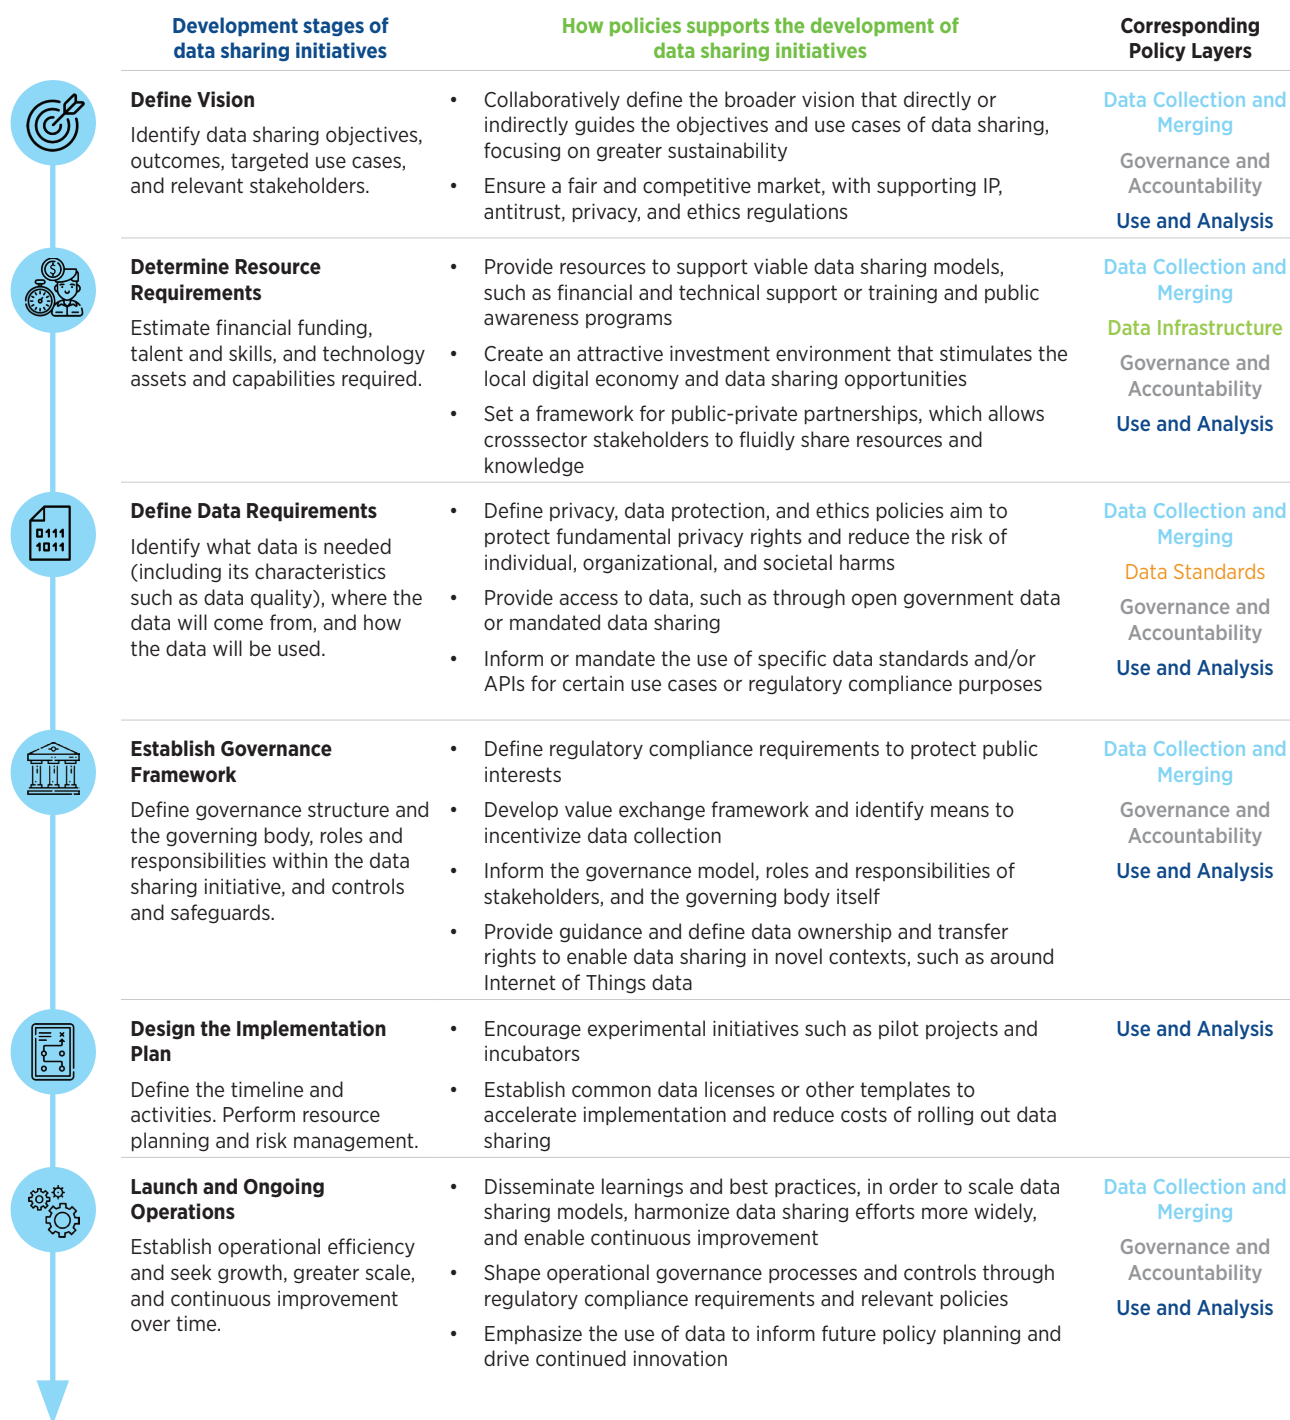 Development stages of
data sharing initiatives
How policies supports the development of
data sharing initiatives
Corresponding
Policy Layers
Define Vision
Identify data sharing objectives,
outcomes, targeted use cases,
and relevant stakeholders.
• Collaboratively define the broader vision that directly or
indirectly guides the objectives and use cases of data sharing,
focusing on greater sustainability
• Ensure a fair and competitive market, with supporting IP,
antitrust, privacy, and ethics regulations
Data Collection and
Merging
Governance and
Accountability
Use and Analysis
Determine Resource
Requirements
Estimate financial funding,
talent and skills, and technology
assets and capabilities required.
• Provide resources to support viable data sharing models,
such as financial and technical support or training and public
awareness programs
• Create an attractive investment environment that stimulates the
local digital economy and data sharing opportunities
• Set a framework for public-private partnerships, which allows
crosssector stakeholders to fluidly share resources and
knowledge
Data Collection and
Merging
Data Infrastructure
Governance and
Accountability
Use and Analysis
0111
1011
Define Data Requirements
Identify what data is needed
(including its characteristics
such as data quality), where the
data will come from, and how
the data will be used.
• Define privacy, data protection, and ethics policies aim to
protect fundamental privacy rights and reduce the risk of
individual, organizational, and societal harms
• Provide access to data, such as through open government data
or mandated data sharing
• Inform or mandate the use of specific data standards and/or
APIs for certain use cases or regulatory compliance purposes
Data Collection and
Merging
Data Standards
Governance and
Accountability
Use and Analysis
Establish Governance
Framework
Define governance structure and
the governing body, roles and
responsibilities within the data
sharing initiative, and controls
and safeguards.
• Define regulatory compliance requirements to protect public
interests
• Develop value exchange framework and identify means to
incentivize data collection
• Inform the governance model, roles and responsibilities of
stakeholders, and the governing body itself
• Provide guidance and define data ownership and transfer
rights to enable data sharing in novel contexts, such as around
Internet of Things data
Data Collection and
Merging
Governance and
Accountability
Use and Analysis
Design the Implementation
Plan
Define the timeline and
activities. Perform resource
planning and risk management.
• Encourage experimental initiatives such as pilot projects and
incubators
• Establish common data licenses or other templates to
accelerate implementation and reduce costs of rolling out data
sharing
Use and Analysis
Launch and Ongoing
Operations
Establish operational efficiency
and seek growth, greater scale,
and continuous improvement
over time.
• Disseminate learnings and best practices, in order to scale data
sharing models, harmonize data sharing efforts more widely,
and enable continuous improvement
• Shape operational governance processes and controls through
regulatory compliance requirements and relevant policies
• Emphasize the use of data to inform future policy planning and
drive continued innovation
Data Collection and
Merging
Governance and
Accountability
Use and Analysis